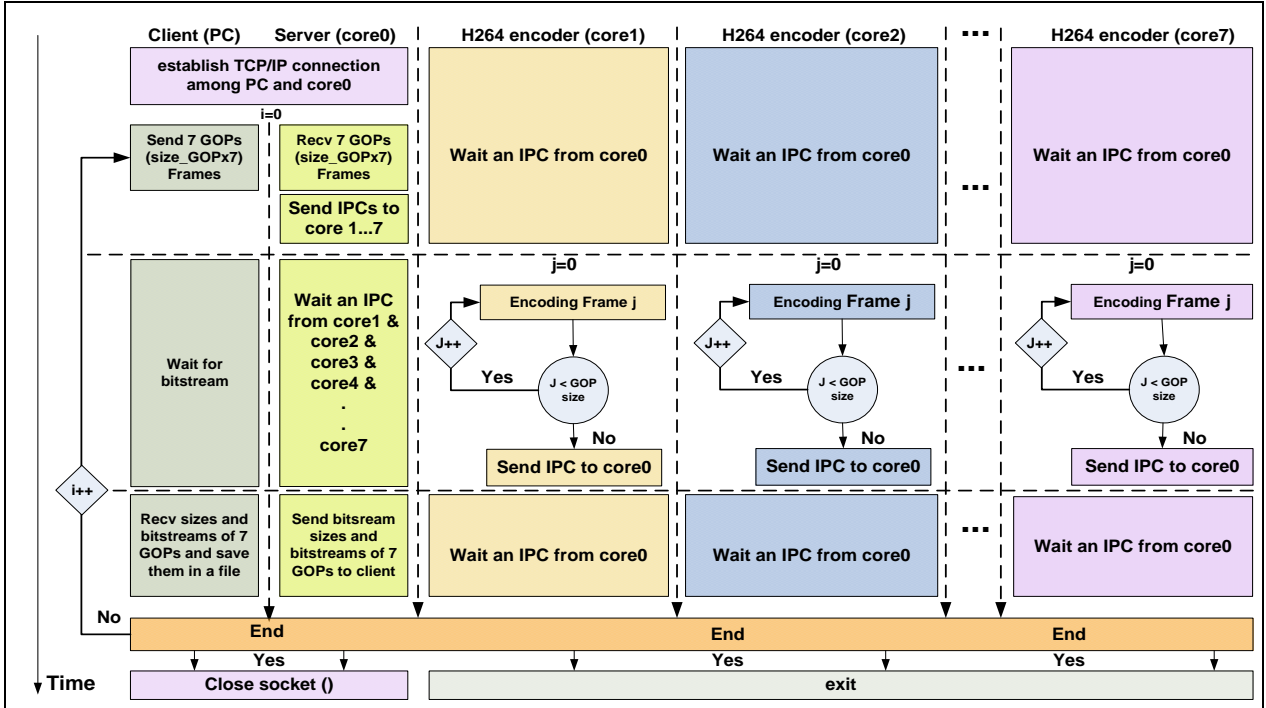 Client (PC)
Server (core0)
H264 encoder (core1)
H264 encoder (core2)
...
H264 encoder (core7)
establish TCP/IP connection
among PC and core0
i=0
Send 7 GOPs
(size_GOPx7)
Frames
Recv 7 GOPs
(size_GOPx7)
Frames
Send IPCs to
core 1...7
Wait an IPC from core0
Wait an IPC from core0
...
Wait an IPC from core0
Wait for
bitstream
Wait an IPC
from core1 &
core2 &
core3 &
core4 &
.
.
core7
j=0
Encoding Frame j
J++
Yes
J < GOP
size
No
Send IPC to core0
j=0
Encoding Frame j
J++
Yes
J < GOP
size
No
Send IPC to core0
...
j=0
Encoding Frame j
J++
Yes
J < GOP
size
No
Send IPC to core0
i++
Recv sizes and
bitstreams of 7
GOPs and save
them in a file
Send bitsream
sizes and
bitstreams of 7
GOPs to client
Wait an IPC from core0
Wait an IPC from core0
...
Wait an IPC from core0
No
End
End
End
Yes
Yes
Yes
Time
Close socket ()
exit